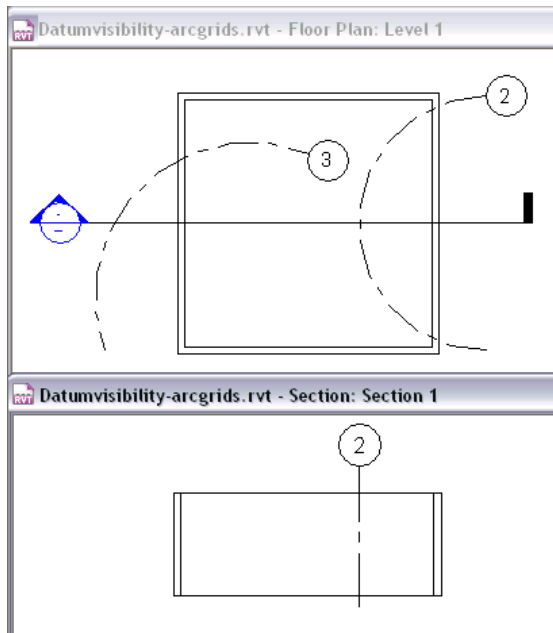 Datumvisibility-arcgrids.rvt - Floor Plan: Level 1
2
3
-
--
Datumvisibility-arcgrids.rvt - Section: Section 1
2